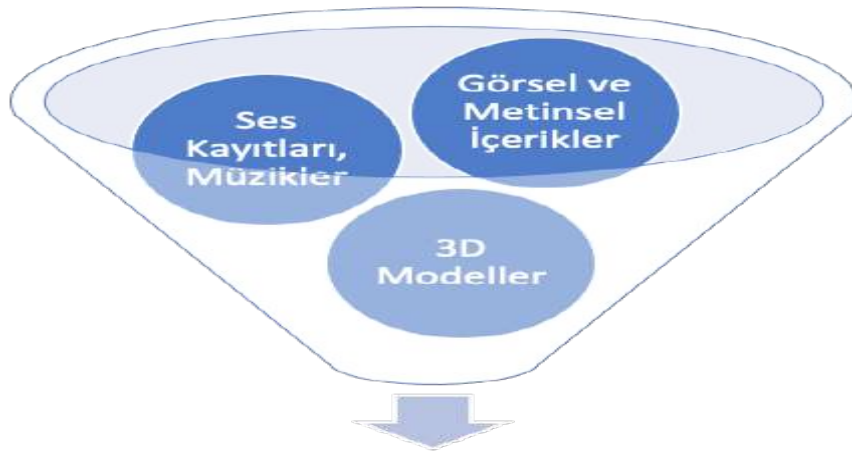 Ses
Kayıtları,
Müzikler
Görsel ve
Metinsel
İçerikler
3D
Modeller